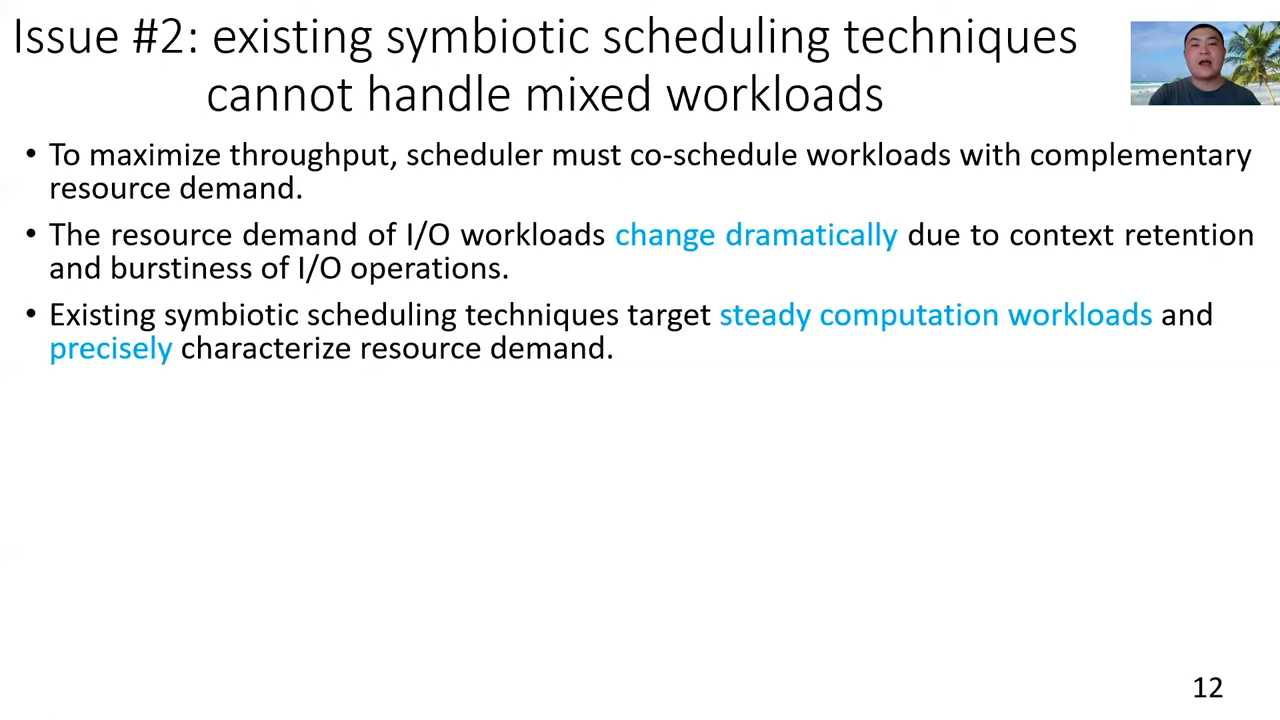 Issue #2: existing symbiotic scheduling techniques
cannot handle mixed workloads
• To maximize throughput, scheduler must co-schedule workloads with complementary
resource demand.
• The resource demand of I/O workloads change dramatically due to context retention
and burstiness of I/O operations.
• Existing symbiotic scheduling techniques target steady computation workloads and
precisely characterize resource demand.
12